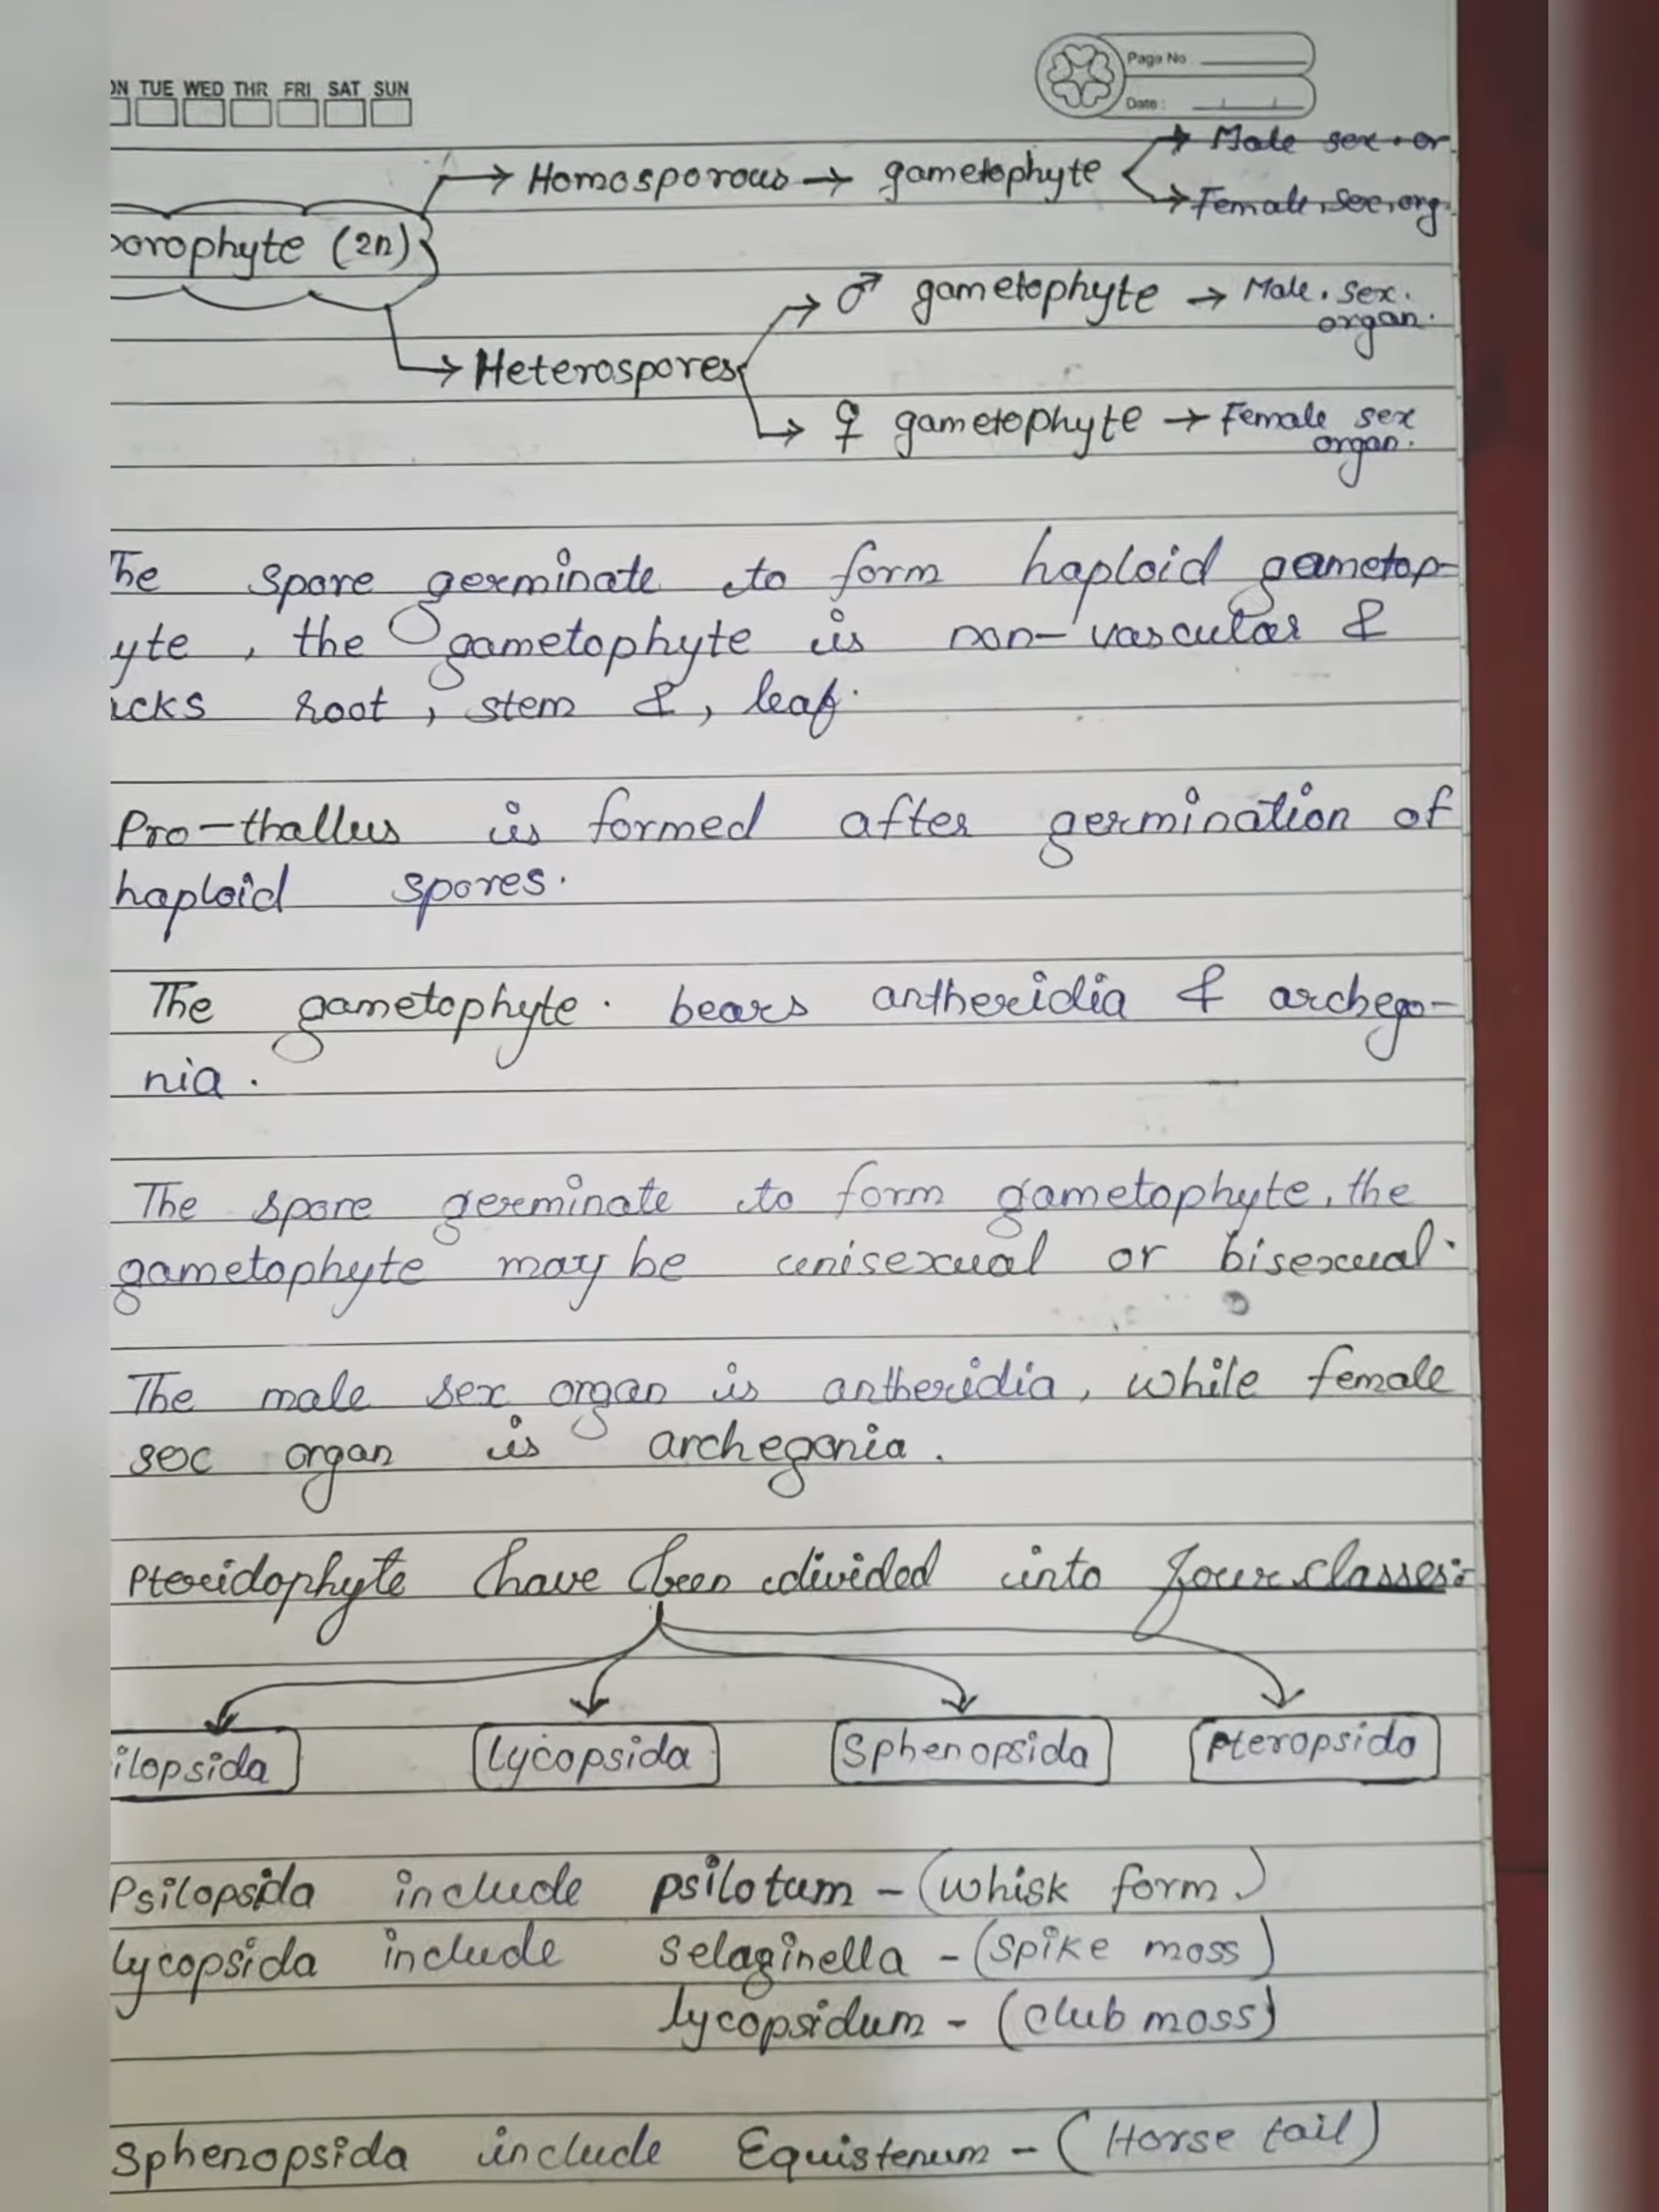 ON TUE WED THR FRI SAT SUN
Page No.
Date :
→ Homosporous → gametophyte → Male sex or
→ Female sex org
orophyte (2n)
→ ♂ gametophyte → Male sex.
organ.
→ Heterospores
→ ♀ gametophyte → Female sex
organ.
The spore germinate to form haploid gametop-
yte, the gametophyte is non-vascular &
acks root, stem &, leaf.
Pro-thallus is formed after germination of
haploid spores.
The gametophyte. bears antheridia & archego-
nia.
The spore germinate to form gametophyte, the
gametophyte may be unisexual or bisexual.
The male sex organ is antheridia, while female
sex organ is archegonia.
Pteridophyte have been divided into four classes:
ilopsida Lycopsida Sphenopsida Pteropsida
Psilopsida include psilotum - (whisk form)
Lycopsida include Selaginella - (spike moss)
lycopsidum - (club moss)
Sphenopsida include Equistenum - (Horse tail)